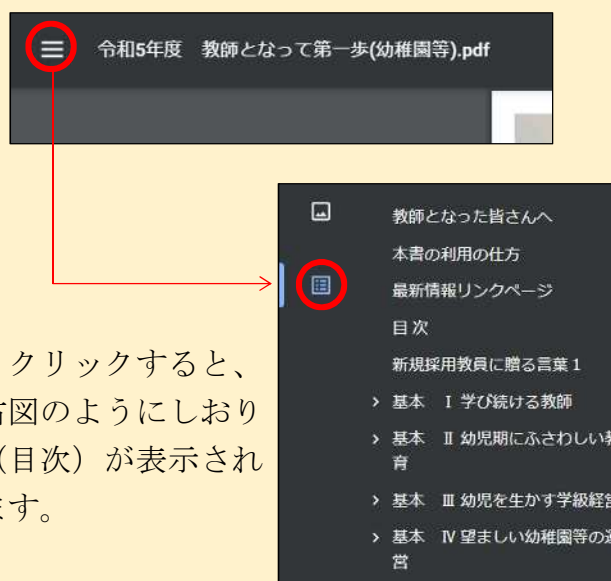 令和5年度 教師となって第一歩(幼稚園等).pdf
教師となった皆さんへ
本書の利用の仕方
最新情報リンクページ
目次
新規採用教員に贈る言葉1
基本 Ⅰ 学び続ける教師
基本 Ⅱ 幼児期にふさわしい教
育
基本 Ⅲ 幼児を生かす学級経営
基本 Ⅳ 望ましい幼稚園等の運
営
クリックすると、
右図のようにしおり
(目次)が表示され
ます。